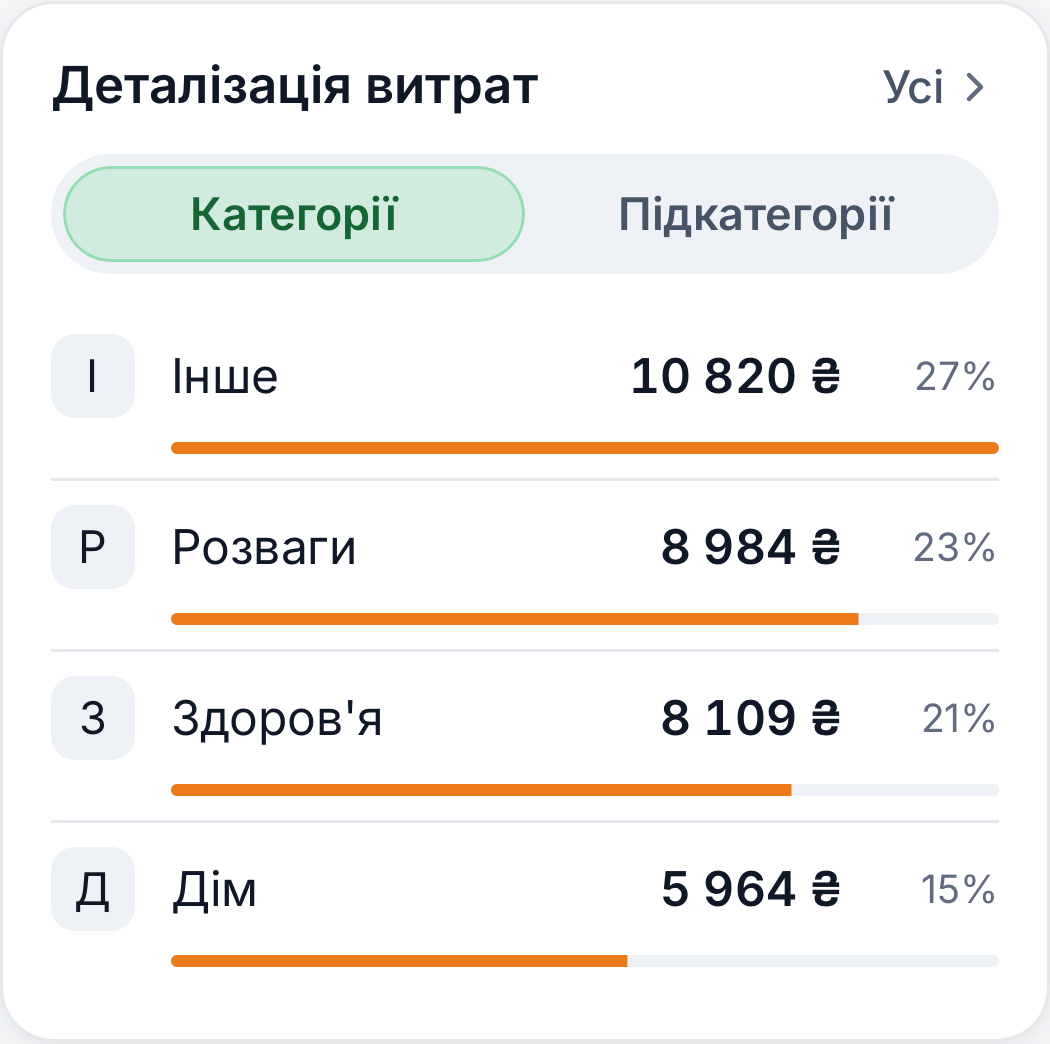 Деталізація витрат Усі
Категорії Підкатегорії
І Інше 10 820 ₴ 27%
Р Розваги 8 984 ₴ 23%
З Здоров'я 8 109 ₴ 21%
Д Дім 5 964 ₴ 15%